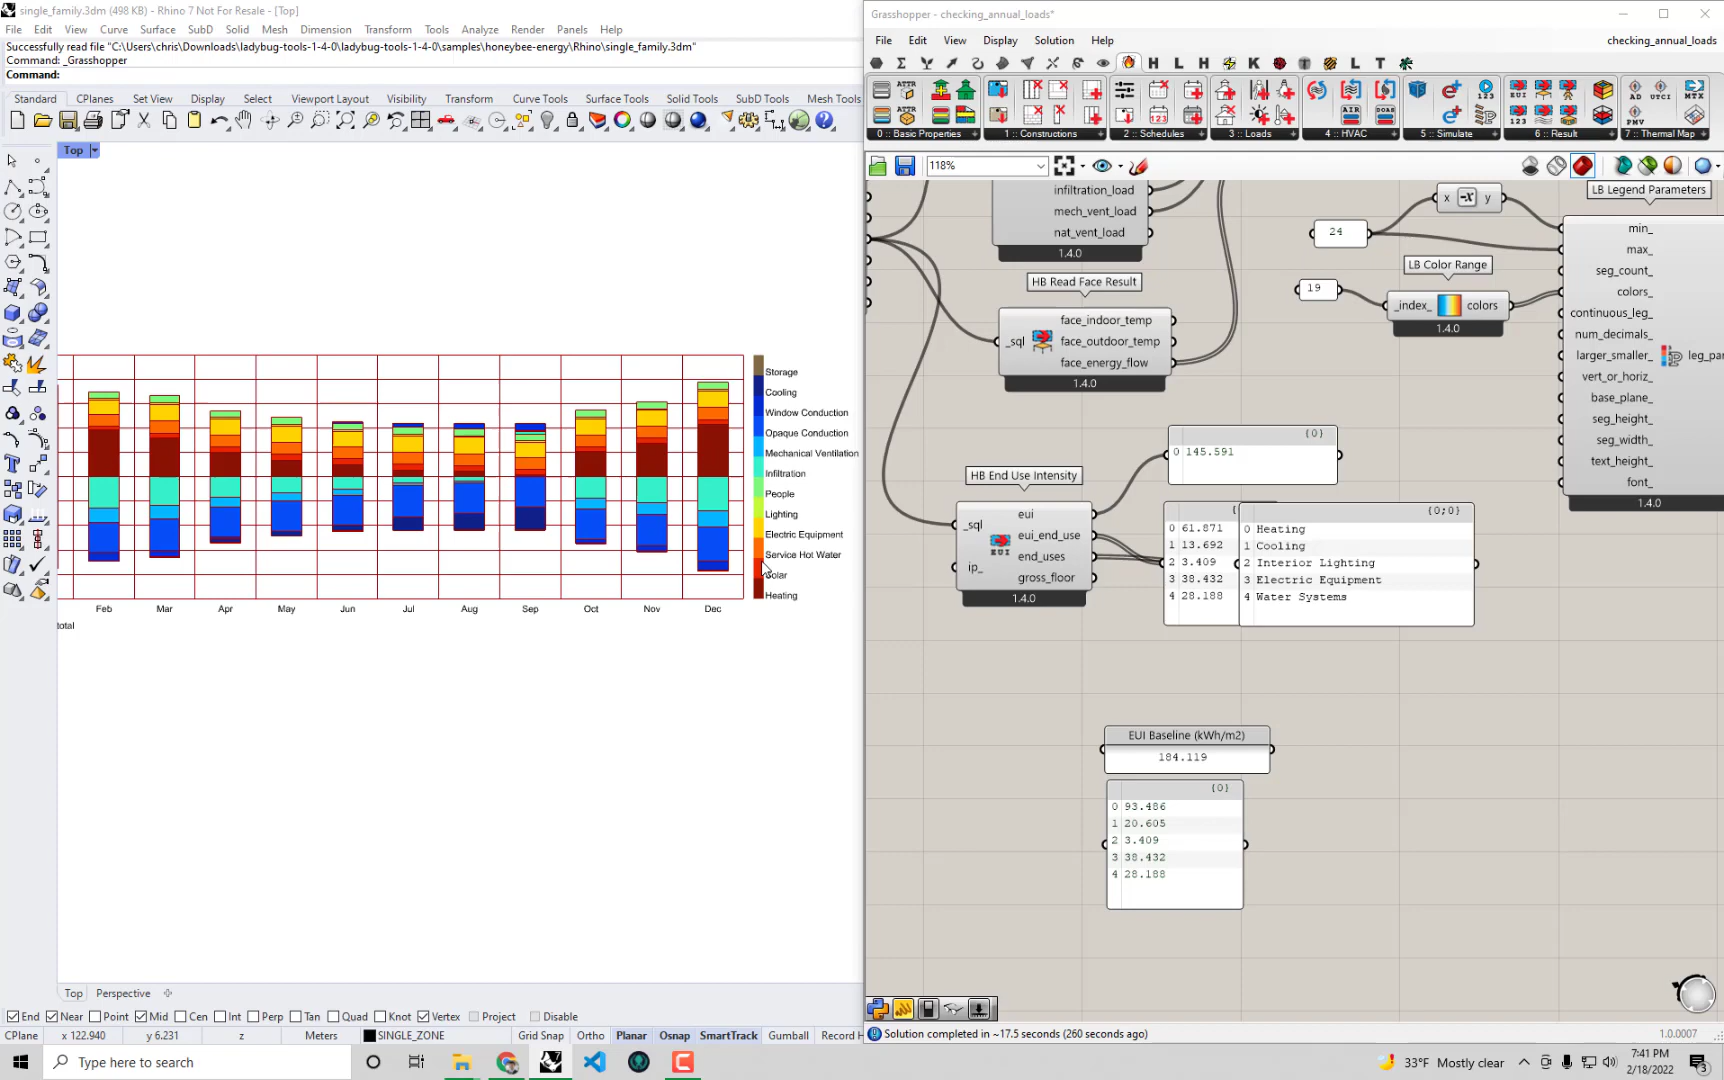 single_family.3dm (498 KB) - Rhino 7 Not For Resale - [Top]
File Edit View Curve Surface SubD Solid Mesh Dimension Transform Tools Analyze Render Panels Help
Successfully read file "C:\Users\chris\Downloads\ladybug-tools-1-4-0\ladybug-tools-1-4-0\samples\honeybee-energy\Rhino\single_family.3dm"
Command: _Grasshopper
Command:
Standard CPlanes Set View Display Select Viewport Layout Visibility Transform Curve Tools Surface Tools Solid Tools SubD Tools Mesh Tools
Top
Storage
Cooling
Window Conduction
Opaque Conduction
Mechanical Ventilation
Infiltration
People
Lighting
Electric Equipment
Service Hot Water
Solar
Heating
Feb Mar Apr May Jun Jul Aug Sep Oct Nov Dec
total
Top Perspective
End Near Point Mid Cen Int Perp Tan Quad Knot Vertex Project Disable
CPlane x 122.940 y 6.231 z Meters SINGLE_ZONE Grid Snap Ortho Planar Osnap SmartTrack Gumball Record H
Grasshopper - checking_annual_loads*
File Edit View Display Solution Help checking_annual_loads
0 :: Basic Properties 1 :: Constructions 2 :: Schedules 3 :: Loads 4 :: HVAC 5 :: Simulate 6 :: Result 7 :: Thermal Map
118%
infiltration_load
mech_vent_load
nat_vent_load
1.4.0
HB Read Face Result
_sql
face_indoor_temp
face_outdoor_temp
face_energy_flow
1.4.0
x -x y
24
19
LB Color Range
_index_ colors
1.4.0
LB Legend Parameters
min_
max_
seg_count_
colors_
continuous_leg_
num_decimals_
larger_smaller_
vert_or_horiz_
base_plane_
seg_height_
seg_width_
text_height_
font_
leg_pa
1.4.0
{0}
0 145.591
HB End Use Intensity
_sql
ip_
EUI
eui
eui_end_use
end_uses
gross_floor
1.4.0
0 61.871
1 13.692
2 3.409
3 38.432
4 28.188
{0;0}
0 Heating
1 Cooling
2 Interior Lighting
3 Electric Equipment
4 Water Systems
EUI Baseline (kWh/m2)
184.119
{0}
0 93.486
1 20.605
2 3.409
3 38.432
4 28.188
Solution completed in ~17.5 seconds (260 seconds ago)
1.0.0007
Type here to search
33°F Mostly clear
7:41 PM
2/18/2022
3